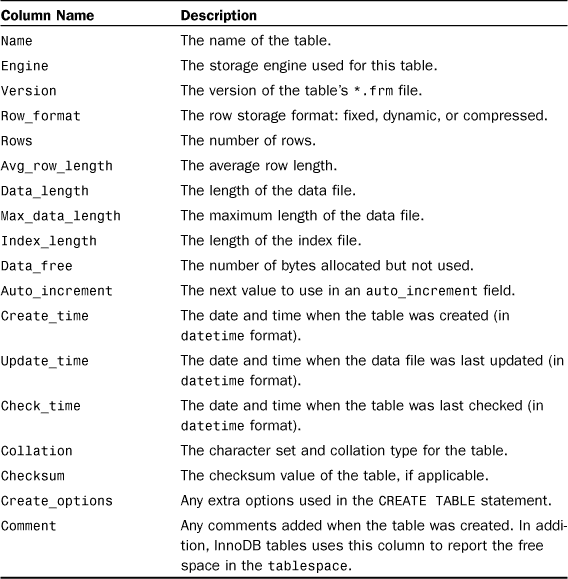 Column Name Description
Name The name of the table.
Engine The storage engine used for this table.
Version The version of the table's *.frm file.
Row_format The row storage format: fixed, dynamic, or compressed.
Rows The number of rows.
Avg_row_length The average row length.
Data_length The length of the data file.
Max_data_length The maximum length of the data file.
Index_length The length of the index file.
Data_free The number of bytes allocated but not used.
Auto_increment The next value to use in an auto_increment field.
Create_time The date and time when the table was created (in
datetime format).
Update_time The date and time when the data file was last updated (in
datetime format).
Check_time The date and time when the table was last checked (in
datetime format).
Collation The character set and collation type for the table.
Checksum The checksum value of the table, if applicable.
Create_options Any extra options used in the CREATE TABLE statement.
Comment Any comments added when the table was created. In addi-
tion, InnoDB tables uses this column to report the free
space in the tablespace.